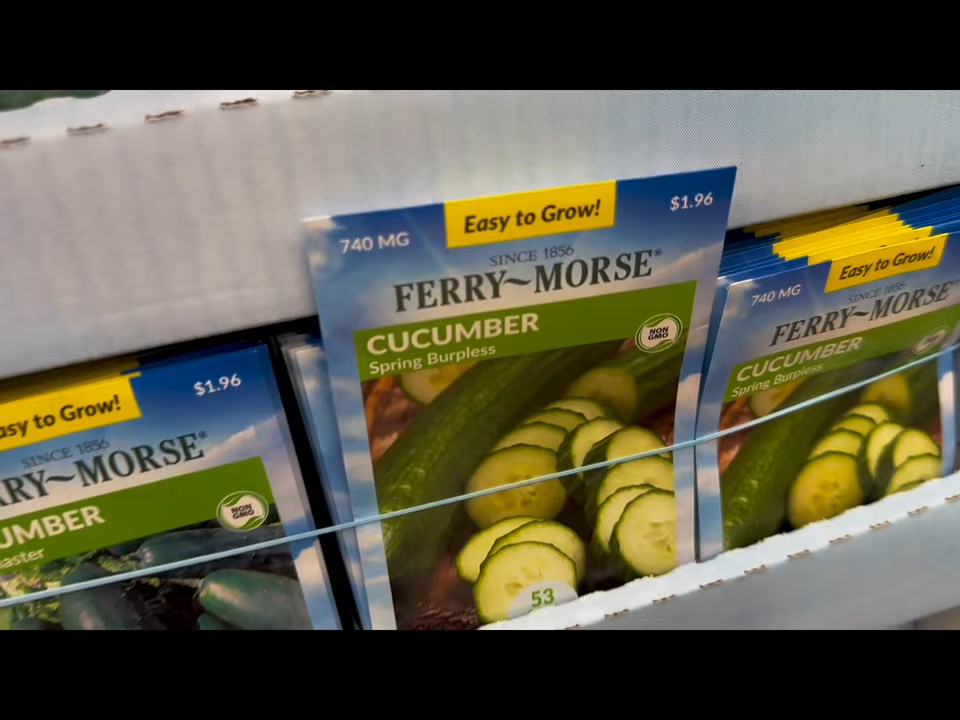 740 MG
Easy to Grow!
$1.96
SINCE 1856
FERRY~MORSE®
CUCUMBER
Spring Burpless
NON
GMO
53
$1.96
to Grow!
SINCE 1856
RY~MORSE®
UMBER
aster
NON
GMO
740 MG
Easy to Grow!
SINCE 1856
FERRY~MORSE
CUCUMBER
Spring Burpless